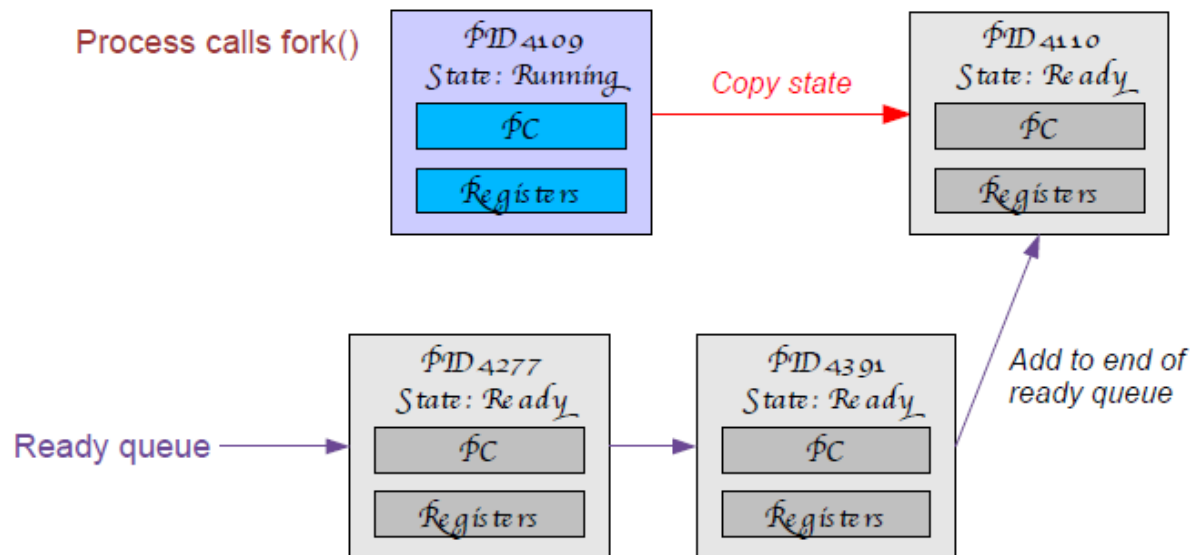 Process calls fork()
PID 4109
State: Running
PC
Registers
Copy state
PID 4110
State: Ready
PC
Registers
Ready queue
PID 4277
State: Ready
PC
Registers
PID 4391
State: Ready
PC
Registers
Add to end of
ready queue